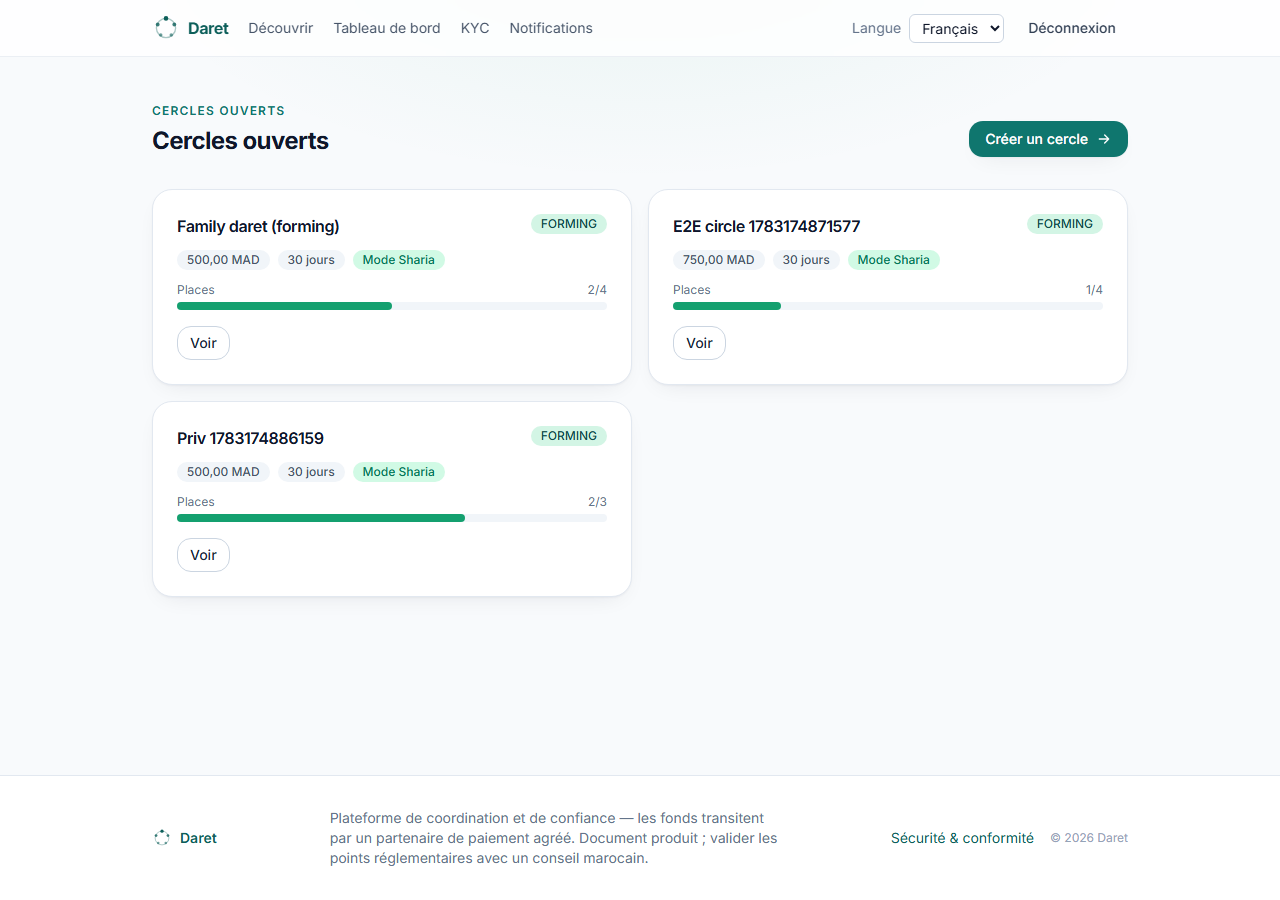 Daret
Découvrir
Tableau de bord
KYC
Notifications
Langue
Français
Déconnexion
CERCLES OUVERTS
Cercles ouverts
Créer un cercle →
Family daret (forming)
FORMING
500,00 MAD
30 jours
Mode Sharia
Places
2/4
Voir
E2E circle 1783174871577
FORMING
750,00 MAD
30 jours
Mode Sharia
Places
1/4
Voir
Priv 1783174886159
FORMING
500,00 MAD
30 jours
Mode Sharia
Places
2/3
Voir
Daret
Plateforme de coordination et de confiance — les fonds transitent
par un partenaire de paiement agréé. Document produit ; valider les
points réglementaires avec un conseil marocain.
Sécurité & conformité
© 2026 Daret